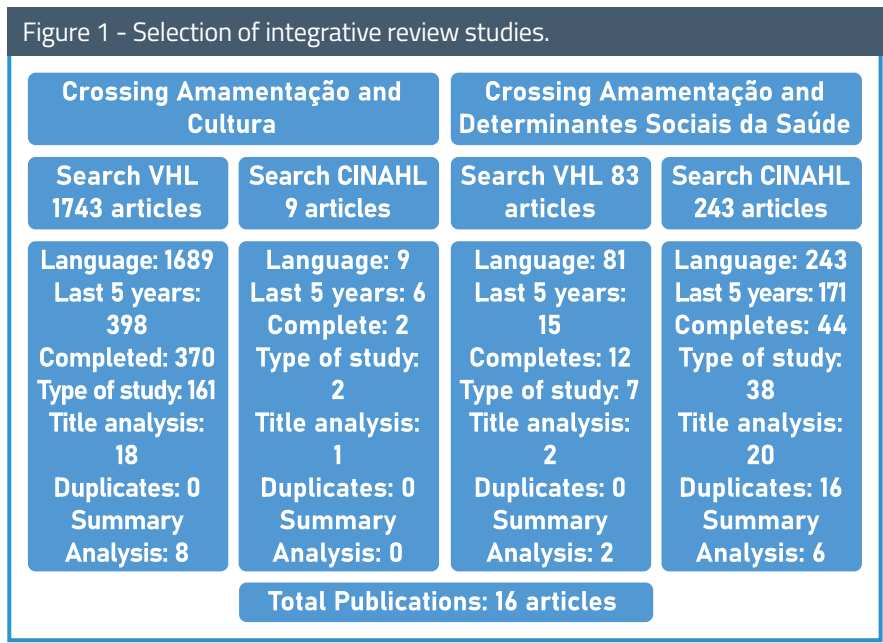 Figure 1 - Selection of integrative review studies.
Crossing Amamentação and
Cultura
Crossing Amamentação and
Determinantes Sociais da Saúde
Search VHL
1743 articles
Search CINAHL
9 articles
Search VHL 83
articles
Search CINAHL
243 articles
Language: 1689
Last 5 years:
398
Completed: 370
Type of study: 161
Title analysis:
18
Duplicates: 0
Summary
Analysis: 8
Language: 9
Last 5 years: 6
Complete: 2
Type of study:
2
Title analysis:
1
Duplicates: 0
Summary
Analysis: 0
Language: 81
Last 5 years:
15
Completes: 12
Type of study: 7
Title analysis:
2
Duplicates: 0
Summary
Analysis: 2
Language: 243
Last 5 years: 171
Completes: 44
Type of study:
38
Title analysis:
20
Duplicates: 16
Summary
Analysis: 6
Total Publications: 16 articles